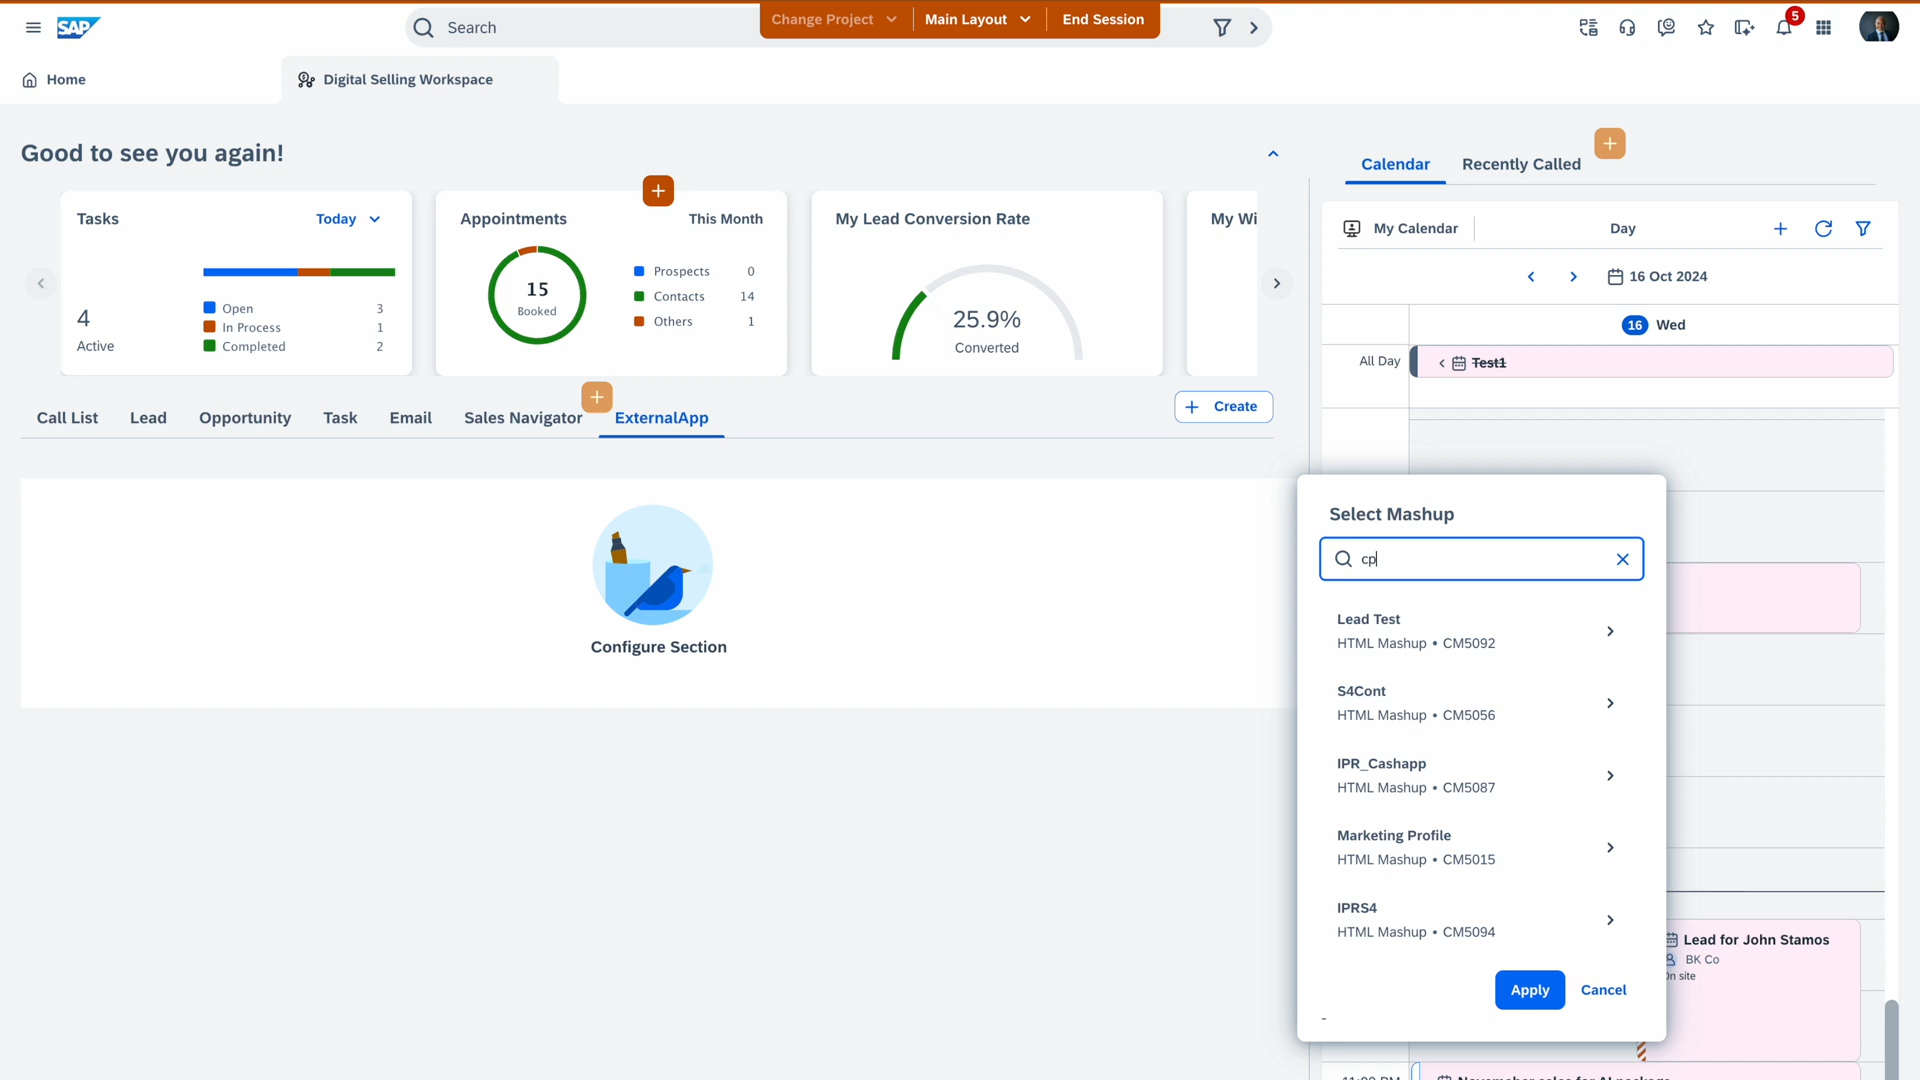 SAP
Search
Change Project
Main Layout
End Session
5
Home
Digital Selling Workspace
Good to see you again!
Tasks
Today
4
Active
Open 3
In Process 1
Completed 2
Appointments
This Month
15
Booked
Prospects 0
Contacts 14
Others 1
My Lead Conversion Rate
25.9%
Converted
My Wi
Call List
Lead
Opportunity
Task
Email
Sales Navigator
ExternalApp
Create
Configure Section
Calendar
Recently Called
My Calendar
Day
16 Oct 2024
16 Wed
All Day
Test1
Select Mashup
cp
Lead Test
HTML Mashup • CM5092
S4Cont
HTML Mashup • CM5056
IPR_Cashapp
HTML Mashup • CM5087
Marketing Profile
HTML Mashup • CM5015
IPRS4
HTML Mashup • CM5094
Apply
Cancel
-
Lead for John Stamos
BK Co
On site